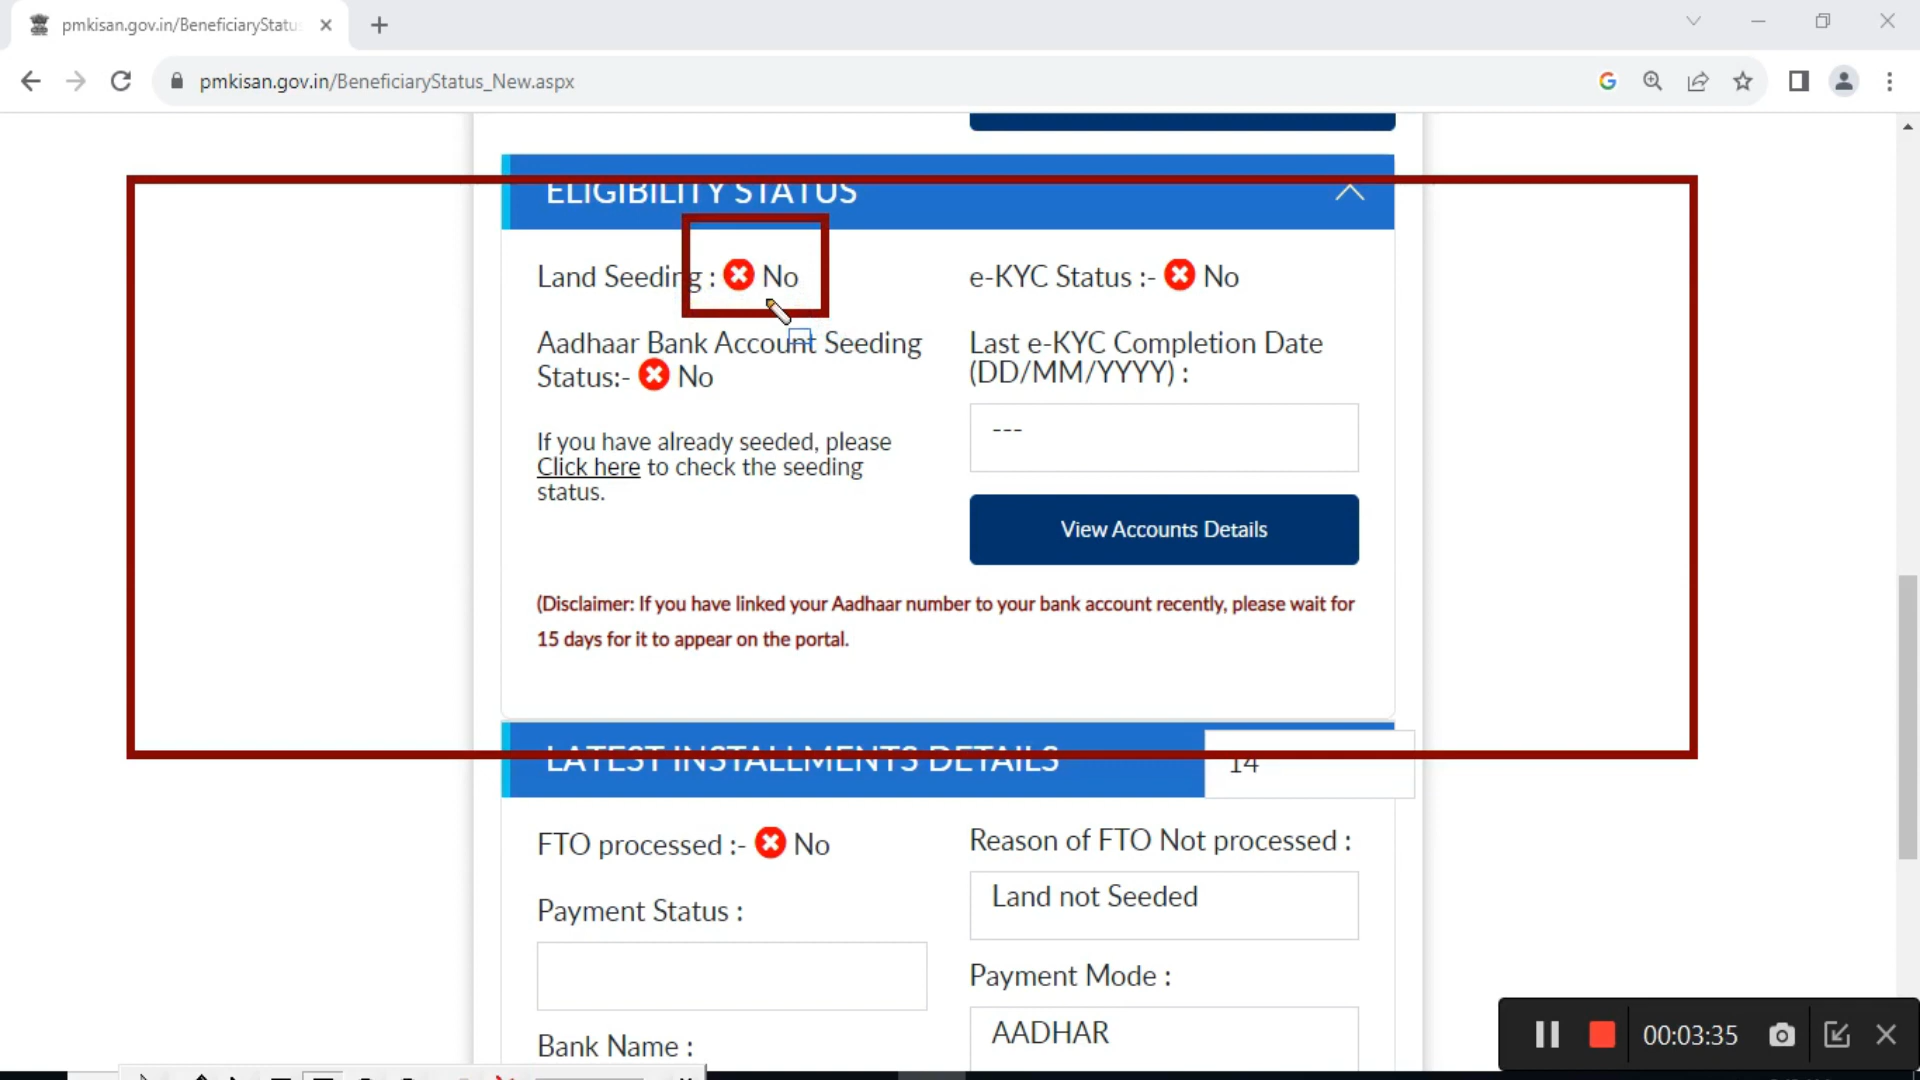 pmkisan.gov.in/BeneficiaryStatu
pmkisan.gov.in/BeneficiaryStatus_New.aspx
ELIGIBILITY STATUS
Land Seeding : No
e-KYC Status :- No
Aadhaar Bank Account Seeding
Status:- No
Last e-KYC Completion Date
(DD/MM/YYYY) :
---
If you have already seeded, please
Click here to check the seeding
status.
View Accounts Details
(Disclaimer: If you have linked your Aadhaar number to your bank account recently, please wait for
15 days for it to appear on the portal.
LATEST INSTALLMENTS DETAILS
14
FTO processed :- No
Reason of FTO Not processed :
Land not Seeded
Payment Status :
Payment Mode :
AADHAR
Bank Name :
00:03:35